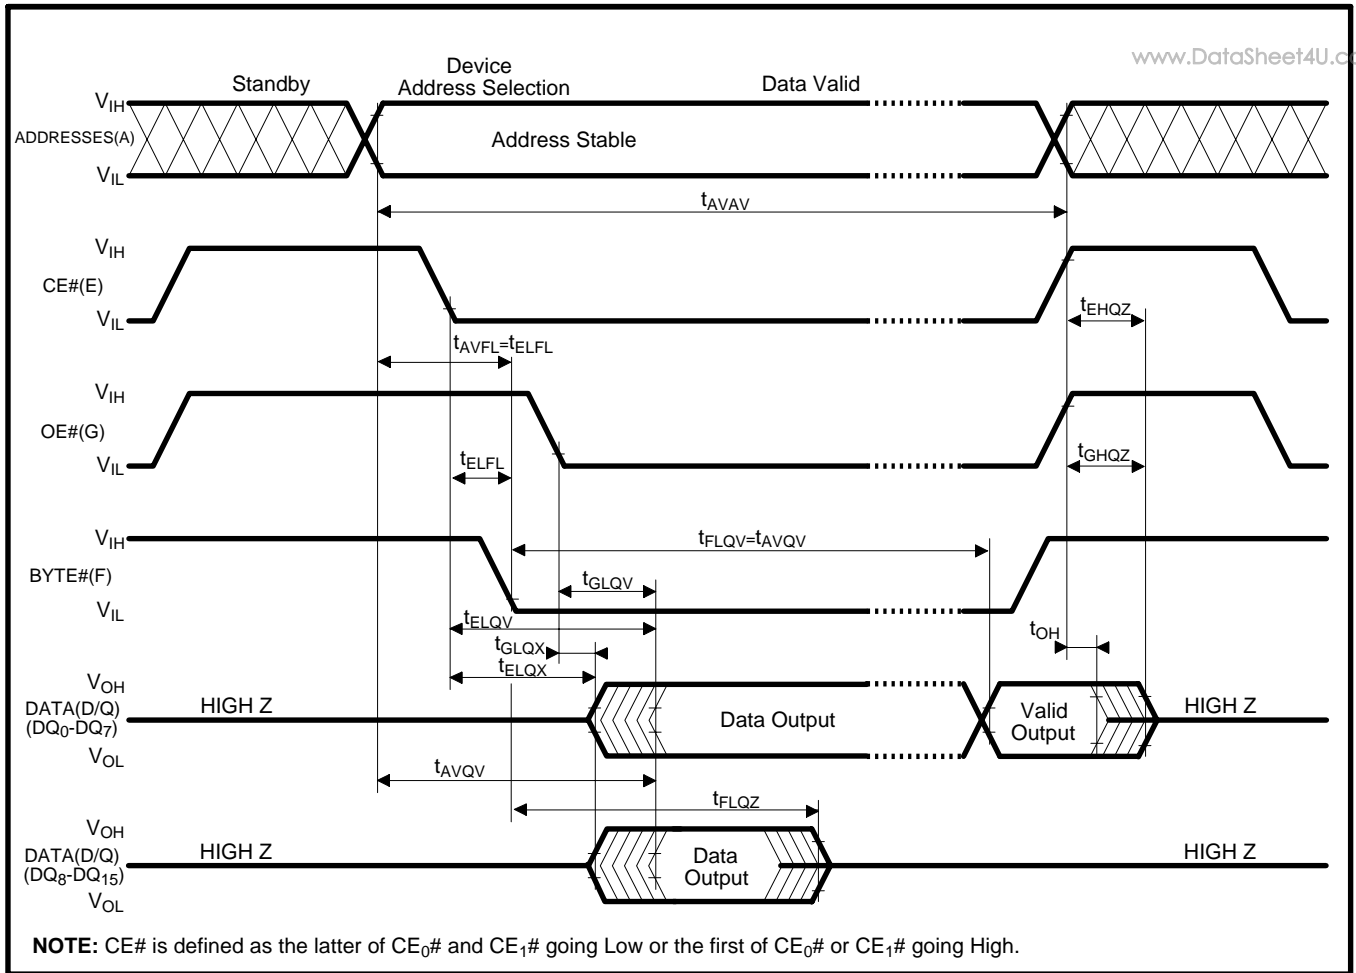 www.DataSheet4U.co
Standby
Device
Address Selection
Data Valid
VIH
ADDRESSES(A)
Address Stable
VIL
tAVAV
VIH
CE#(E)
VIL
tEHQZ
tAVFL=tELFL
VIH
OE#(G)
VIL
tELFL
tGHQZ
VIH
tFLQV=tAVQV
BYTE#(F)
tGLQV
VIL
tELQV
tOH
tGLQX
tELQX
VOH
DATA(D/Q)
(DQ0-DQ7)
HIGH Z
Data Output
Valid
Output
HIGH Z
VOL
tAVQV
tFLQZ
VOH
DATA(D/Q)
(DQ8-DQ15)
HIGH Z
Data
Output
HIGH Z
VOL
NOTE: CE# is defined as the latter of CE0# and CE1# going Low or the first of CE0# or CE1# going High.